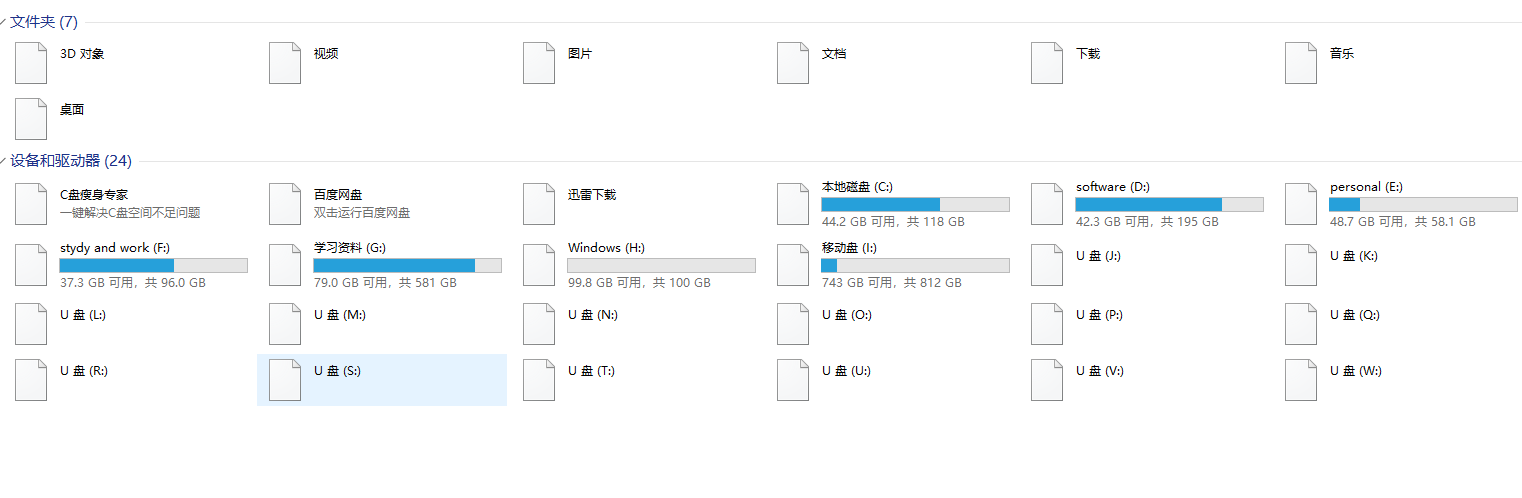 文件夹 (7)
3D 对象
视频
图片
文档
下载
音乐
桌面
设备和驱动器 (24)
C盘瘦身专家
一键解决C盘空间不足问题
百度网盘
双击运行百度网盘
迅雷下载
本地磁盘 (C:)
44.2 GB 可用，共 118 GB
software (D:)
42.3 GB 可用，共 195 GB
personal (E:)
48.7 GB 可用，共 58.1 GB
stydy and work (F:)
37.3 GB 可用，共 96.0 GB
学习资料 (G:)
79.0 GB 可用，共 581 GB
Windows (H:)
99.8 GB 可用，共 100 GB
移动盘 (I:)
743 GB 可用，共 812 GB
U 盘 (J:)
U 盘 (K:)
U 盘 (L:)
U 盘 (M:)
U 盘 (N:)
U 盘 (O:)
U 盘 (P:)
U 盘 (Q:)
U 盘 (R:)
U 盘 (S:)
U 盘 (T:)
U 盘 (U:)
U 盘 (V:)
U 盘 (W:)